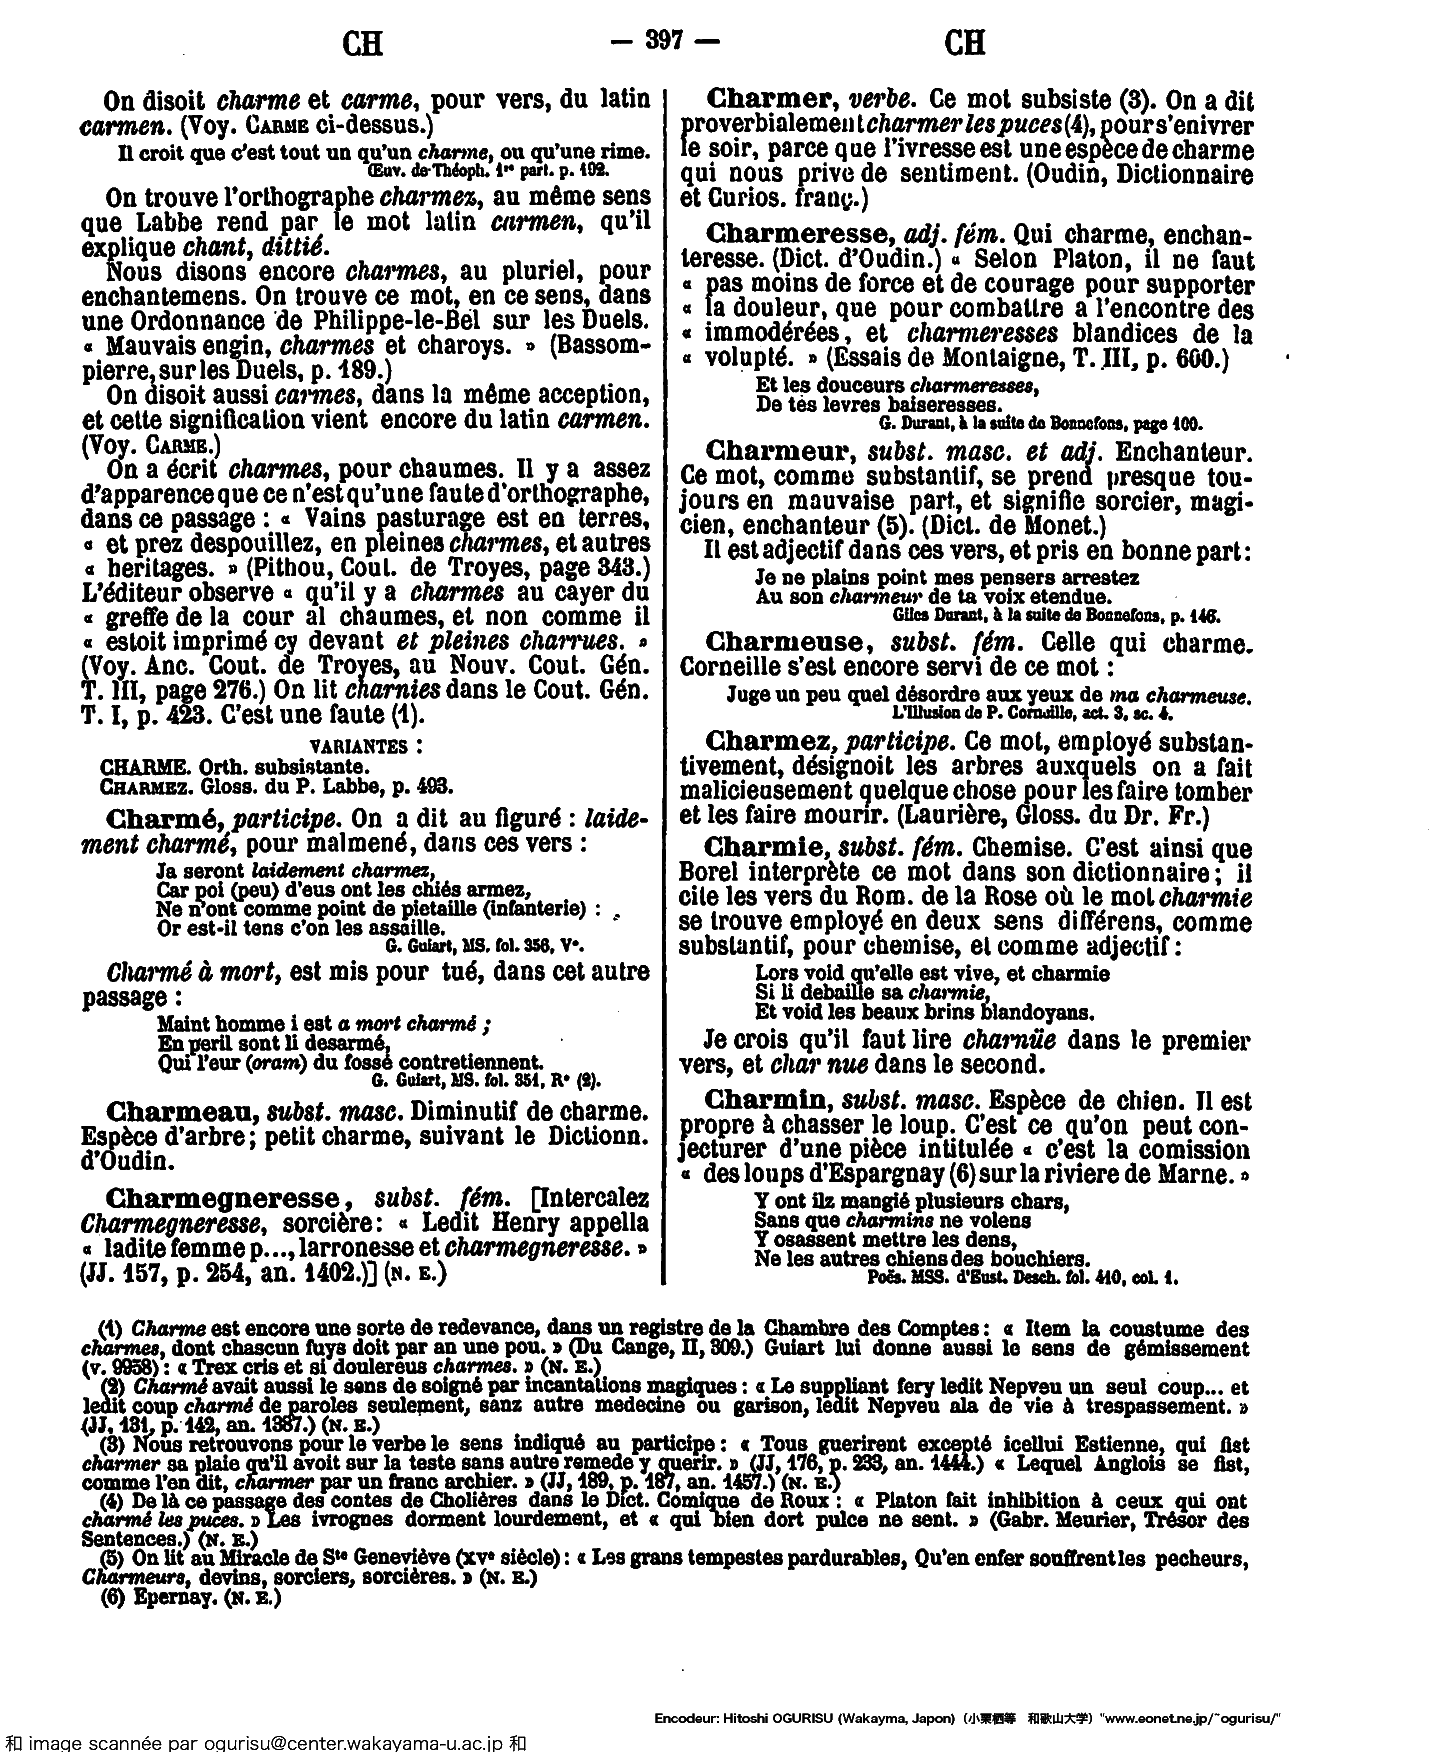 CH — 397 — CH
On disoit charme et carme, pour vers, du latin
carmen. (Voy. CARME ci-dessus.)
Il croit que c'est tout un qu'un charme, ou qu'une rime.
Œuv. de Théoph. 1re part. p. 102.
On trouve l'orthographe charmez, au même sens
que Labbe rend par le mot latin carmen, qu'il
explique chant, dittié.
Nous disons encore charmes, au pluriel, pour
enchantemens. On trouve ce mot, en ce sens, dans
une Ordonnance de Philippe-le-Bel sur les Duels.
« Mauvais engin, charmes et charoys. » (Bassom-
pierre, sur les Duels, p. 189.)
On disoit aussi carmes, dans la même acception,
et cette signification vient encore du latin carmen.
(Voy. CARME.)
On a écrit charmes, pour chaumes. Il y a assez
d'apparence que ce n'est qu'une faute d'orthographe,
dans ce passage : « Vains pasturage est en terres,
« et prez despouillez, en pleines charmes, et autres
« heritages. » (Pithou, Cout. de Troyes, page 343.)
L'éditeur observe « qu'il y a charmes au cayer du
« greffe de la cour al chaumes, et non comme il
« estoit imprimé cy devant et pleines charrues. »
(Voy. Anc. Cout. de Troyes, au Nouv. Cout. Gén.
T. III, page 276.) On lit charnies dans le Cout. Gén.
T. I, p. 423. C'est une faute (1).
VARIANTES :
CHARME. Orth. subsistante.
CHARMEZ. Gloss. du P. Labbe, p. 493.
Charmé, participe. On a dit au figuré : laide-
ment charmé, pour malmené, dans ces vers :
Ja seront laidement charmez,
Car poi (peu) d'eus ont les chiés armez,
Ne n'ont comme point de pietaille (infanterie) :
Or est-il tens c'on les assaille.
G. Guiart, MS. fol. 356, V°.
Charmé à mort, est mis pour tué, dans cet autre
passage :
Maint homme i est a mort charmé ;
En peril sont li desarmé,
Qui l'eur (oram) du fossé contretiennent.
G. Guiart, MS. fol. 351, R° (2).
Charmeau, subst. masc. Diminutif de charme.
Espèce d'arbre ; petit charme, suivant le Dictionn.
d'Oudin.
Charmegneresse, subst. fém. [Intercalez
Charmegneresse, sorcière : « Ledit Henry appella
« ladite femme p..., larronesse et charmegneresse. »
(JJ. 157, p. 254, an. 1402.)] (N. E.)
Charmer, verbe. Ce mot subsiste (3). On a dit
proverbialement charmer les puces (4), pour s'enivrer
le soir, parce que l'ivresse est une espèce de charme
qui nous prive de sentiment. (Oudin, Dictionnaire
et Curios. franç.)
Charmeresse, adj. fém. Qui charme, enchan-
teresse. (Dict. d'Oudin.) « Selon Platon, il ne faut
« pas moins de force et de courage pour supporter
« la douleur, que pour combattre a l'encontre des
« immodérées, et charmeresses blandices de la
« volupté. » (Essais de Montaigne, T. III, p. 600.)
Et les douceurs charmeresses,
De tes levres baiseresses.
G. Durant, à la suite de Bonnefons, page 100.
Charmeur, subst. masc. et adj. Enchanteur.
Ce mot, comme substantif, se prend presque tou-
jours en mauvaise part, et signifie sorcier, magi-
cien, enchanteur (5). (Dict. de Monet.)
Il est adjectif dans ces vers, et pris en bonne part :
Je ne plains point mes pensers arrestez
Au son charmeur de ta voix etendue.
Giles Durant, à la suite de Bonnefons, p. 146.
Charmeuse, subst. fém. Celle qui charme.
Corneille s'est encore servi de ce mot :
Juge un peu quel désordre aux yeux de ma charmeuse.
L'Illusion de P. Corneille, act. 3, sc. 4.
Charmez, participe. Ce mot, employé substan-
tivement, désignoit les arbres auxquels on a fait
malicieusement quelque chose pour les faire tomber
et les faire mourir. (Laurière, Gloss. du Dr. Fr.)
Charmie, subst. fém. Chemise. C'est ainsi que
Borel interprète ce mot dans son dictionnaire ; il
cite les vers du Rom. de la Rose où le mot charmie
se trouve employé en deux sens différens, comme
substantif, pour chemise, et comme adjectif :
Lors void qu'elle est vive, et charmie
Si li debaille sa charmie,
Et void les beaux brins blandoyans.
Je crois qu'il faut lire charnüe dans le premier
vers, et char nue dans le second.
Charmin, subst. masc. Espèce de chien. Il est
propre à chasser le loup. C'est ce qu'on peut con-
jecturer d'une pièce intitulée « c'est la comission
« des loups d'Espargnay (6) sur la riviere de Marne. »
Y ont ilz mangié plusieurs chars,
Sans que charmins ne volens
Y osassent mettre les dens,
Ne les autres chiens des bouchiers.
Poës. MSS. d'Eust. Desch. fol. 410, col. 1.
(1) Charme est encore une sorte de redevance, dans un registre de la Chambre des Comptes : « Item la coustume des
charmes, dont chascun fuys doit par an une pou. » (Du Cange, II, 309.) Guiart lui donne aussi le sens de gémissement
(v. 9958) : « Trex cris et si doulereus charmes. » (N. E.)
(2) Charmé avait aussi le sens de soigné par incantations magiques : « Le suppliant fery ledit Nepveu un seul coup... et
ledit coup charmé de paroles seulement, sanz autre medecine ou garison, ledit Nepveu ala de vie à trespassement. »
(JJ, 131, p. 142, an. 1387.) (N. E.)
(3) Nous retrouvons pour le verbe le sens indiqué au participe : « Tous guerirent excepté icellui Estienne, qui fist
charmer sa plaie qu'il avoit sur la teste sans autre remede y querir. » (JJ, 176, p. 233, an. 1444.) « Lequel Anglois se fist,
comme l'en dit, charmer par un franc archier. » (JJ, 189, p. 187, an. 1457.) (N. E.)
(4) De là ce passage des contes de Cholières dans le Dict. Comique de Roux : « Platon fait inhibition à ceux qui ont
charmé les puces. » Les ivrognes dorment lourdement, et « qui bien dort pulce ne sent. » (Gabr. Meurier, Trésor des
Sentences.) (N. E.)
(5) On lit au Miracle de Ste Geneviève (XVe siècle) : « Les grans tempestes pardurables, Qu'en enfer souffrent les pecheurs,
Charmeurs, devins, sorciers, sorcières. » (N. E.)
(6) Epernay. (N. E.)
Encodeur: Hitoshi OGURISU (Wakayma, Japon) (小栗栖等 和歌山大学) "www.eonet.ne.jp/~ogurisu/"
和 image scannée par ogurisu@center.wakayama-u.ac.jp 和